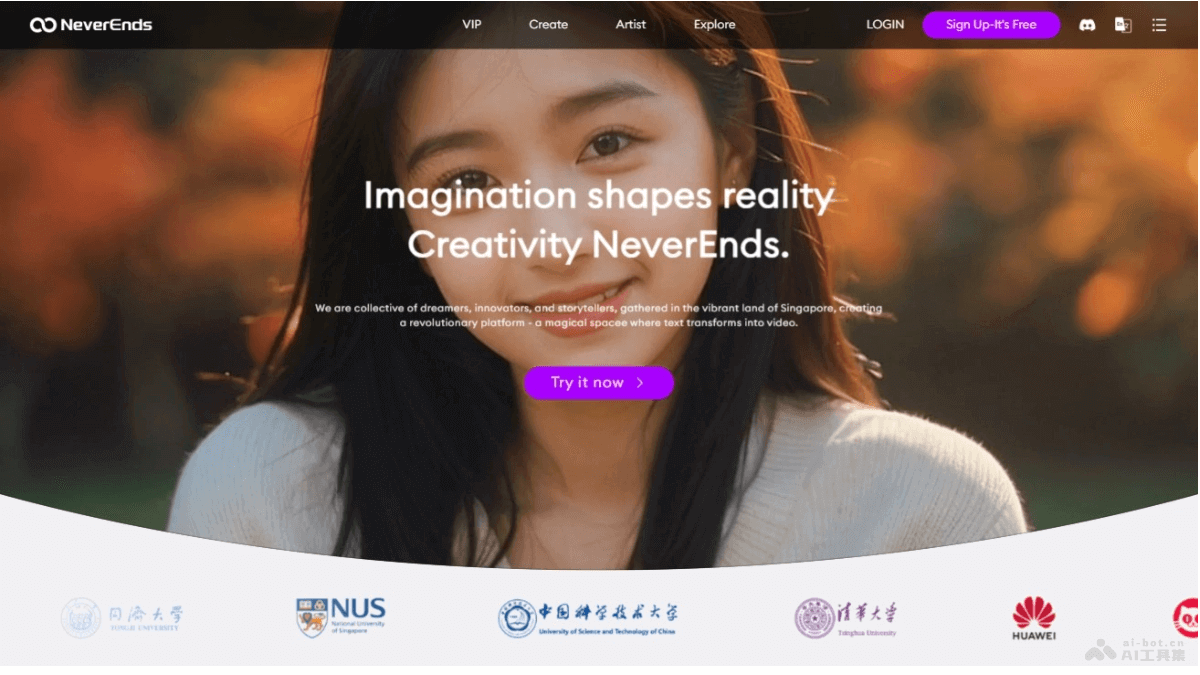 NeverEnds
VIP
Create
Artist
Explore
LOGIN
Sign Up-It's Free
Imagination shapes reality
Creativity NeverEnds.
We are collective of dreamers, innovators, and storytellers, gathered in the vibrant land of Singapore, creating
a revolutionary platform - a magical spacee where text transforms into video.
Try it now
同濟大學
TONGJI UNIVERSITY
NUS
National University
of Singapore
中国科学技术大学
University of Science and Technology of China
清華大学
Tsinghua University
HUAWEI
ai-bot.cn
AI工具集